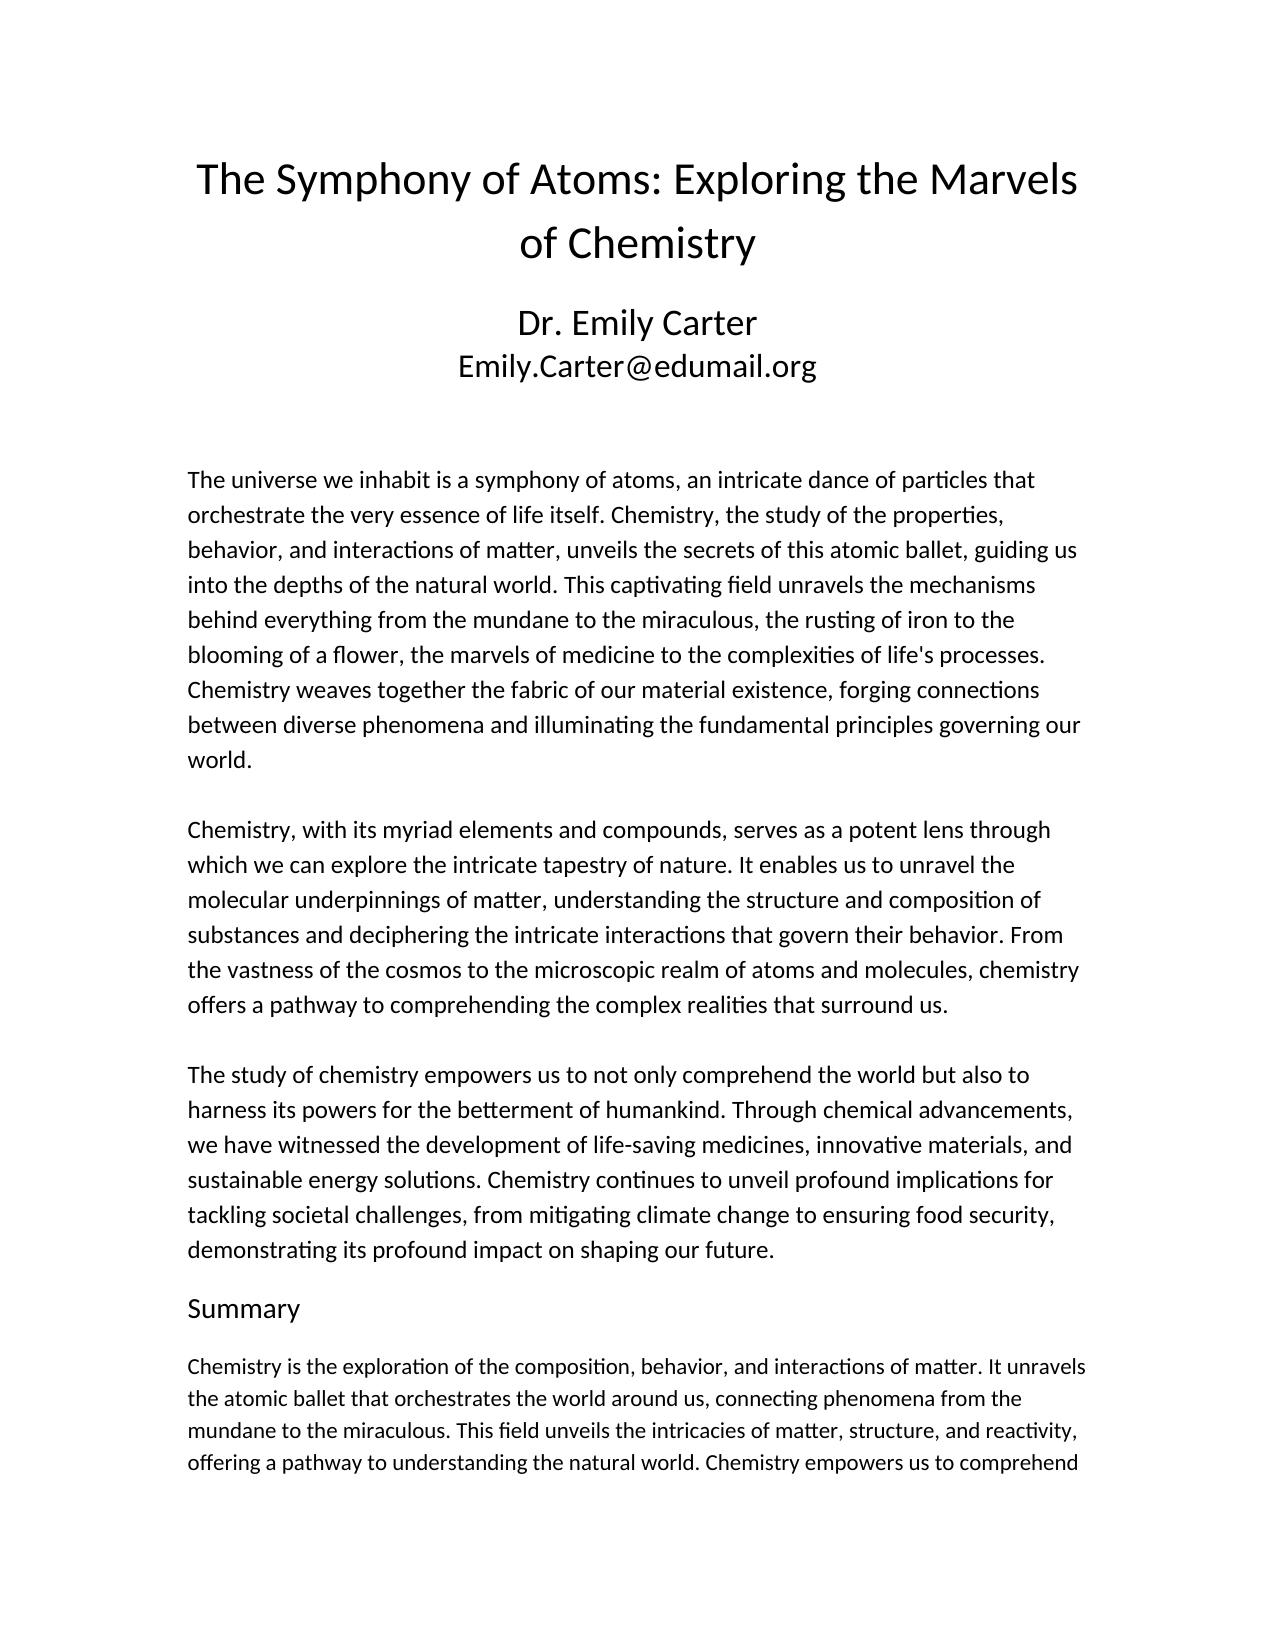 The Symphony of Atoms: Exploring the Marvels
of Chemistry
Dr. Emily Carter
Emily.Carter@edumail.org
The universe we inhabit is a symphony of atoms, an intricate dance of particles that
orchestrate the very essence of life itself. Chemistry, the study of the properties,
behavior, and interactions of matter, unveils the secrets of this atomic ballet, guiding us
into the depths of the natural world. This captivating field unravels the mechanisms
behind everything from the mundane to the miraculous, the rusting of iron to the
blooming of a flower, the marvels of medicine to the complexities of life's processes.
Chemistry weaves together the fabric of our material existence, forging connections
between diverse phenomena and illuminating the fundamental principles governing our
world.
Chemistry, with its myriad elements and compounds, serves as a potent lens through
which we can explore the intricate tapestry of nature. It enables us to unravel the
molecular underpinnings of matter, understanding the structure and composition of
substances and deciphering the intricate interactions that govern their behavior. From
the vastness of the cosmos to the microscopic realm of atoms and molecules, chemistry
offers a pathway to comprehending the complex realities that surround us.
The study of chemistry empowers us to not only comprehend the world but also to
harness its powers for the betterment of humankind. Through chemical advancements,
we have witnessed the development of life-saving medicines, innovative materials, and
sustainable energy solutions. Chemistry continues to unveil profound implications for
tackling societal challenges, from mitigating climate change to ensuring food security,
demonstrating its profound impact on shaping our future.
Summary
Chemistry is the exploration of the composition, behavior, and interactions of matter. It unravels
the atomic ballet that orchestrates the world around us, connecting phenomena from the
mundane to the miraculous. This field unveils the intricacies of matter, structure, and reactivity,
offering a pathway to understanding the natural world. Chemistry empowers us to comprehend